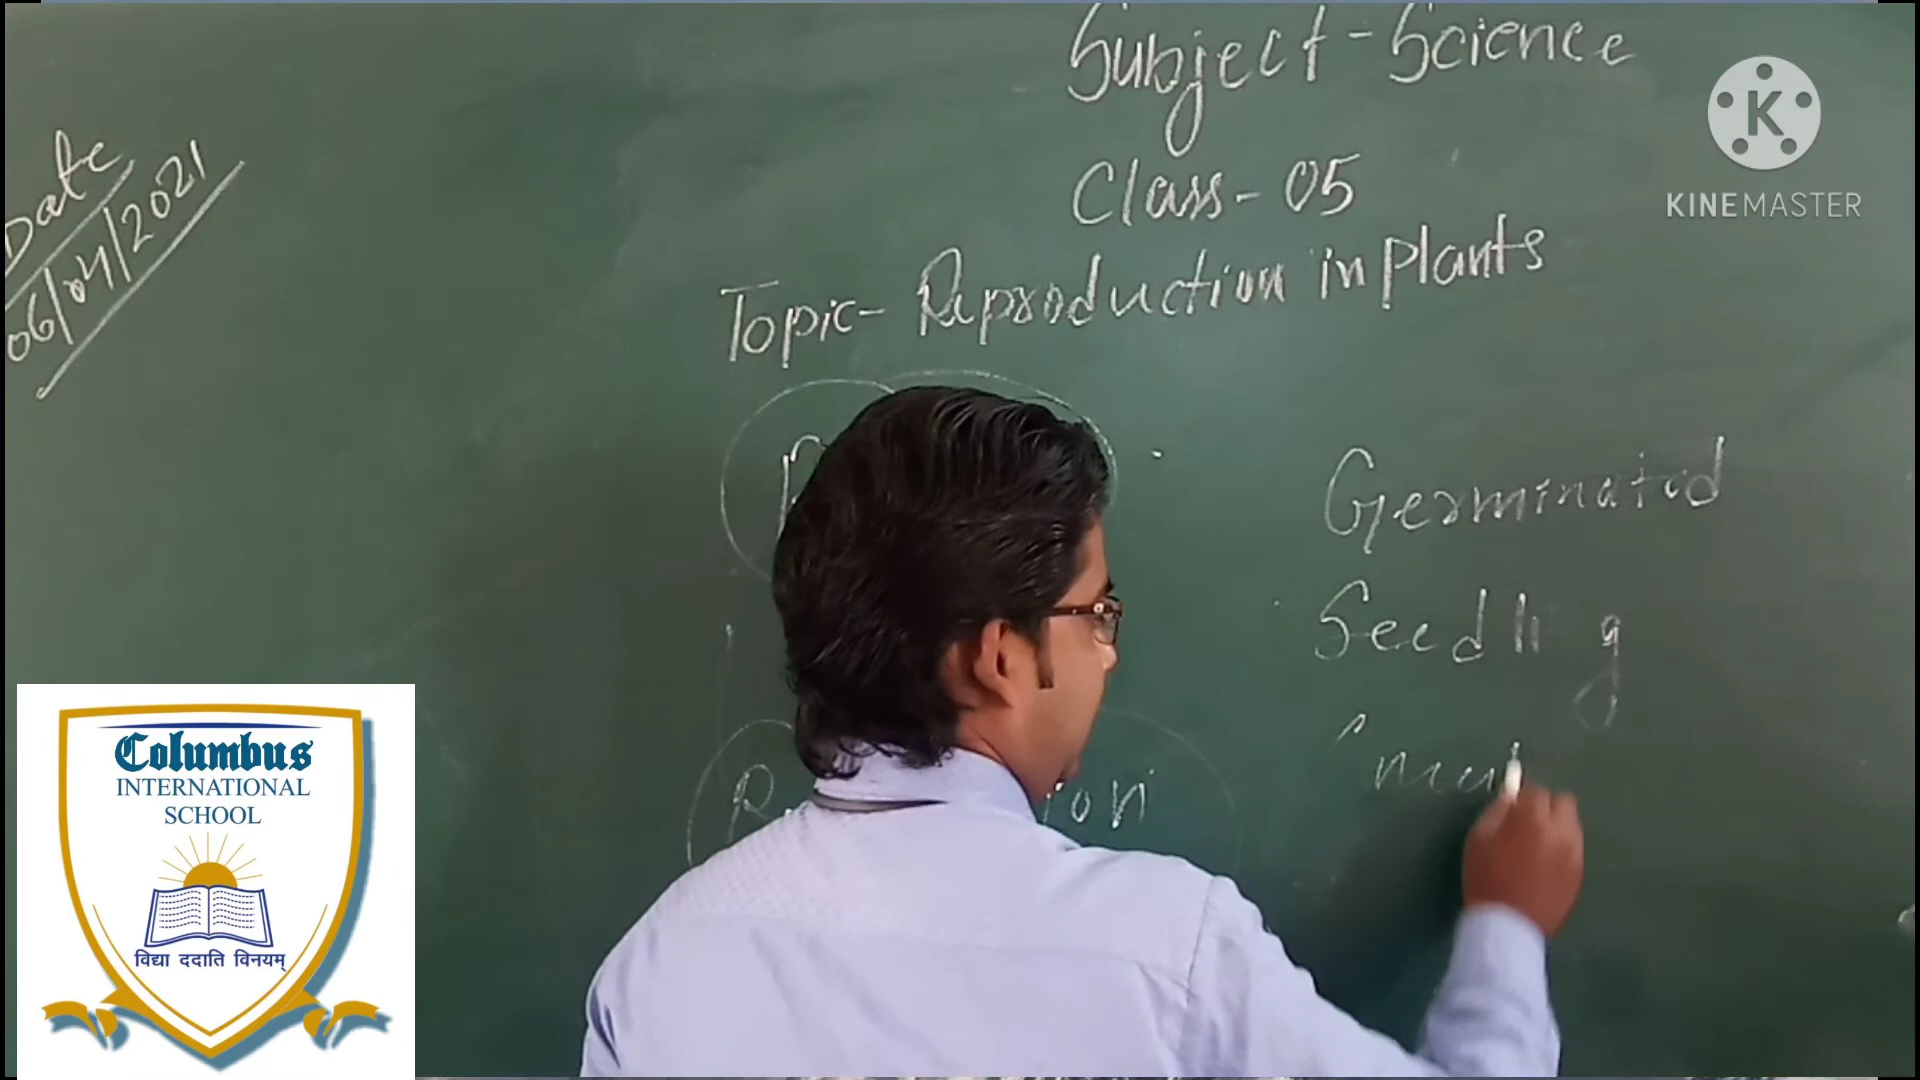 Subject-Science
KINEMASTER
Date
06/04/2021
Class-05
Topic- Reproduction in plants
Germinated
Seedling
Columbus
INTERNATIONAL
SCHOOL
विद्या ददाति विनयम्